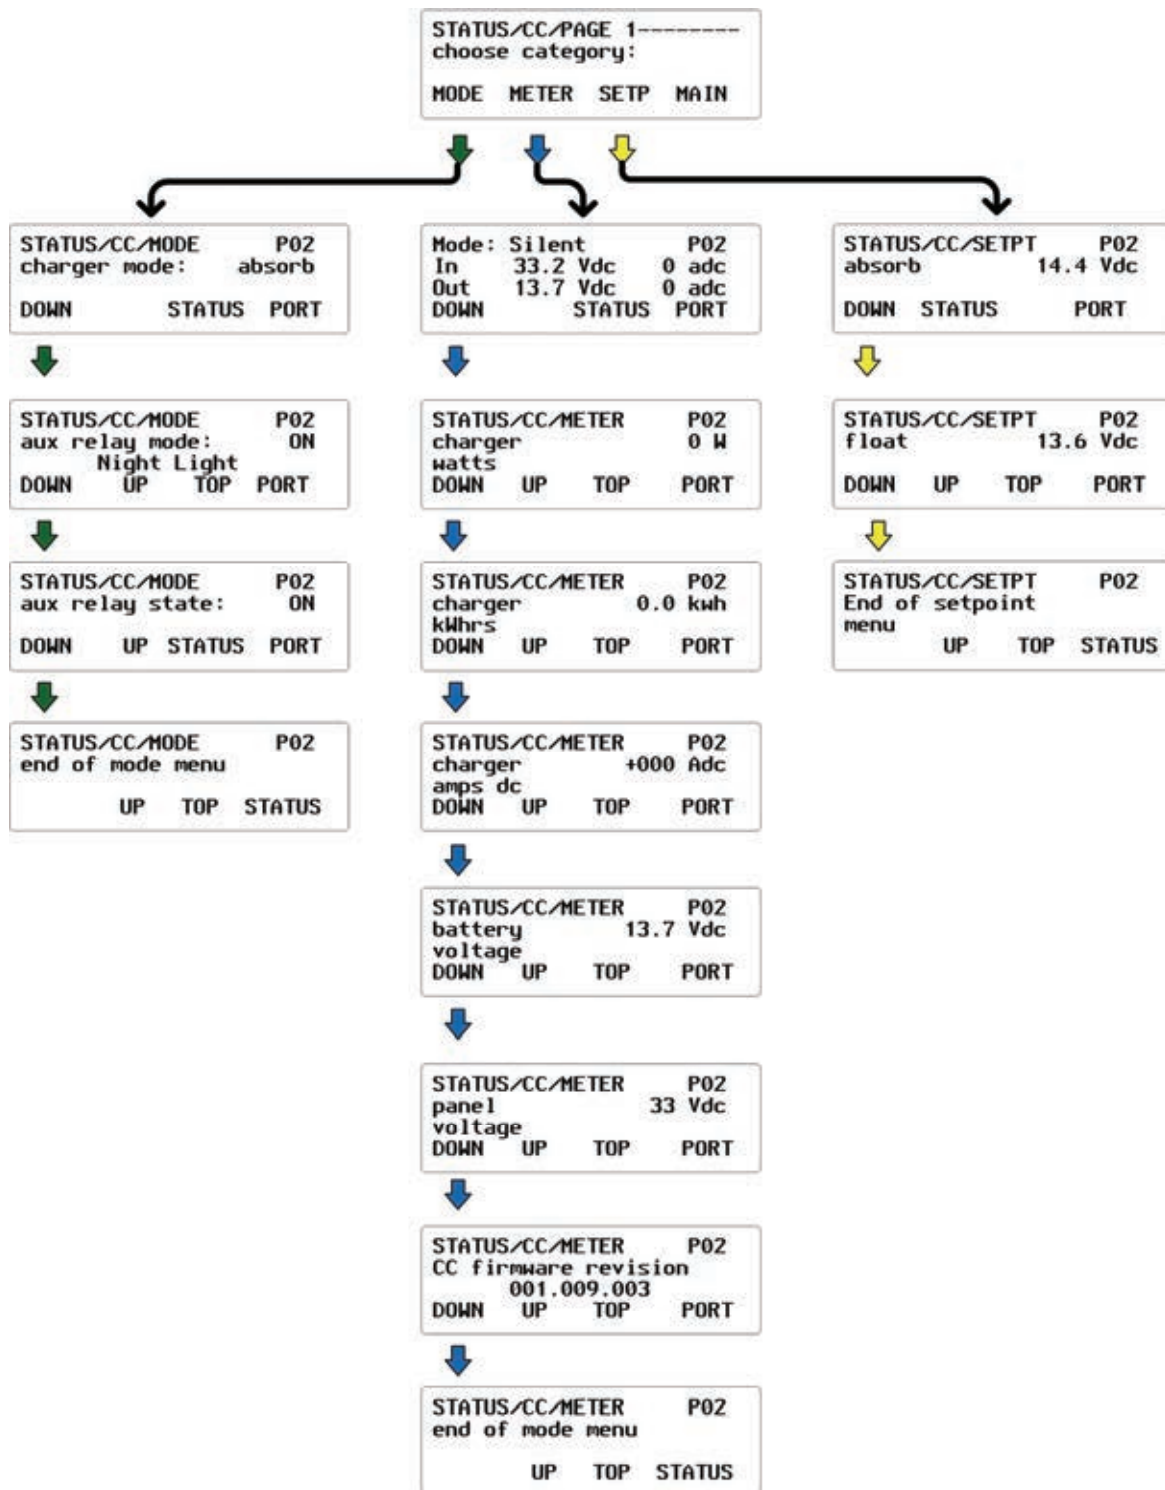 STATUS/CC/PAGE 1--------
choose category:
MODE METER SETP MAIN
STATUS/CC/MODE P02
charger mode: absorb
DOWN STATUS PORT
STATUS/CC/MODE P02
aux relay mode: ON
Night Light
DOWN UP TOP PORT
STATUS/CC/MODE P02
aux relay state: ON
DOWN UP STATUS PORT
STATUS/CC/MODE P02
end of mode menu
UP TOP STATUS
Mode: Silent P02
In 33.2 Vdc 0 adc
Out 13.7 Vdc 0 adc
DOWN STATUS PORT
STATUS/CC/METER P02
charger 0 W
watts
DOWN UP TOP PORT
STATUS/CC/METER P02
charger 0.0 kwh
kWhrs
DOWN UP TOP PORT
STATUS/CC/METER P02
charger +000 Adc
amps dc
DOWN UP TOP PORT
STATUS/CC/METER P02
battery 13.7 Vdc
voltage
DOWN UP TOP PORT
STATUS/CC/METER P02
panel 33 Vdc
voltage
DOWN UP TOP PORT
STATUS/CC/METER P02
CC firmware revision
001.009.003
DOWN UP TOP PORT
STATUS/CC/METER P02
end of mode menu
UP TOP STATUS
STATUS/CC/SETPT P02
absorb 14.4 Vdc
DOWN STATUS PORT
STATUS/CC/SETPT P02
float 13.6 Vdc
DOWN UP TOP PORT
STATUS/CC/SETPT P02
End of setpoint
menu
UP TOP STATUS